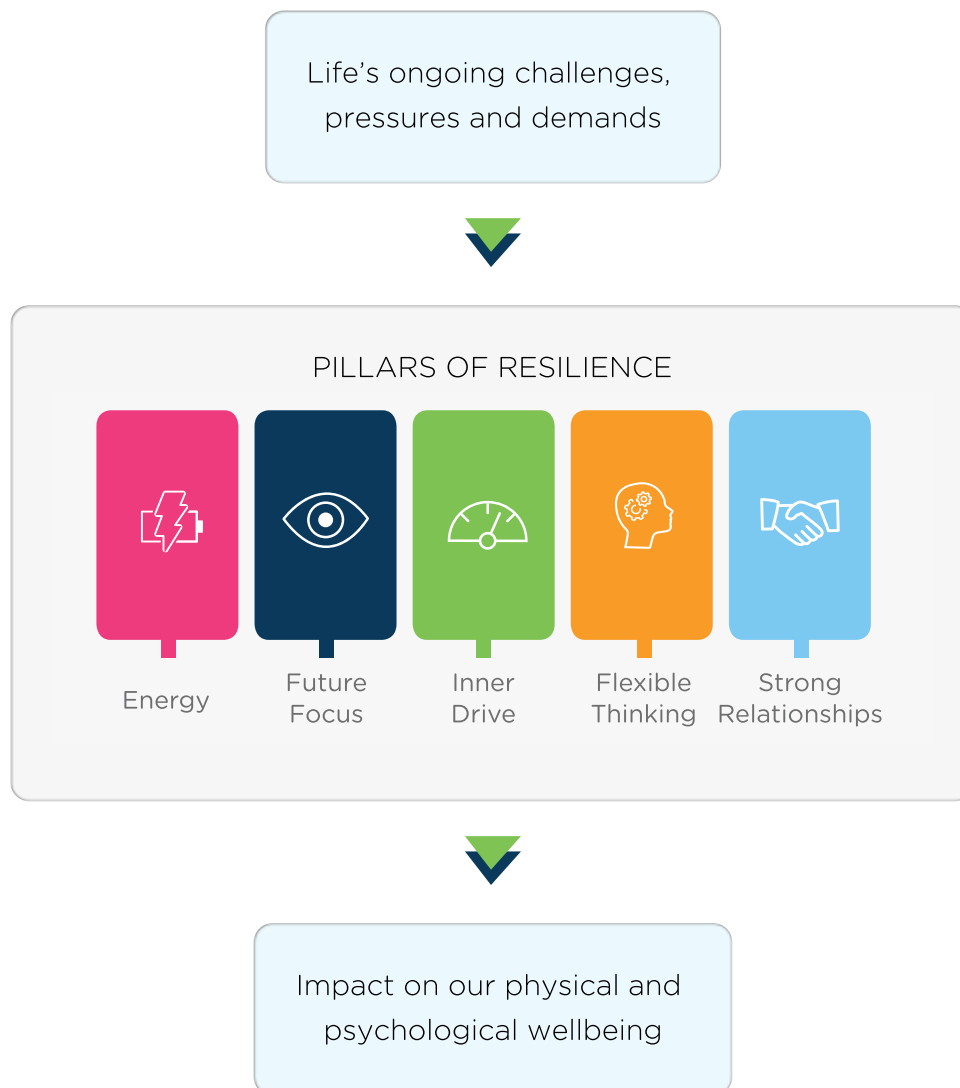 Life’s ongoing challenges,
pressures and demands
PILLARS OF RESILIENCE
Energy
Future
Focus
Inner
Drive
Flexible
Thinking
Strong
Relationships
Impact on our physical and
psychological wellbeing